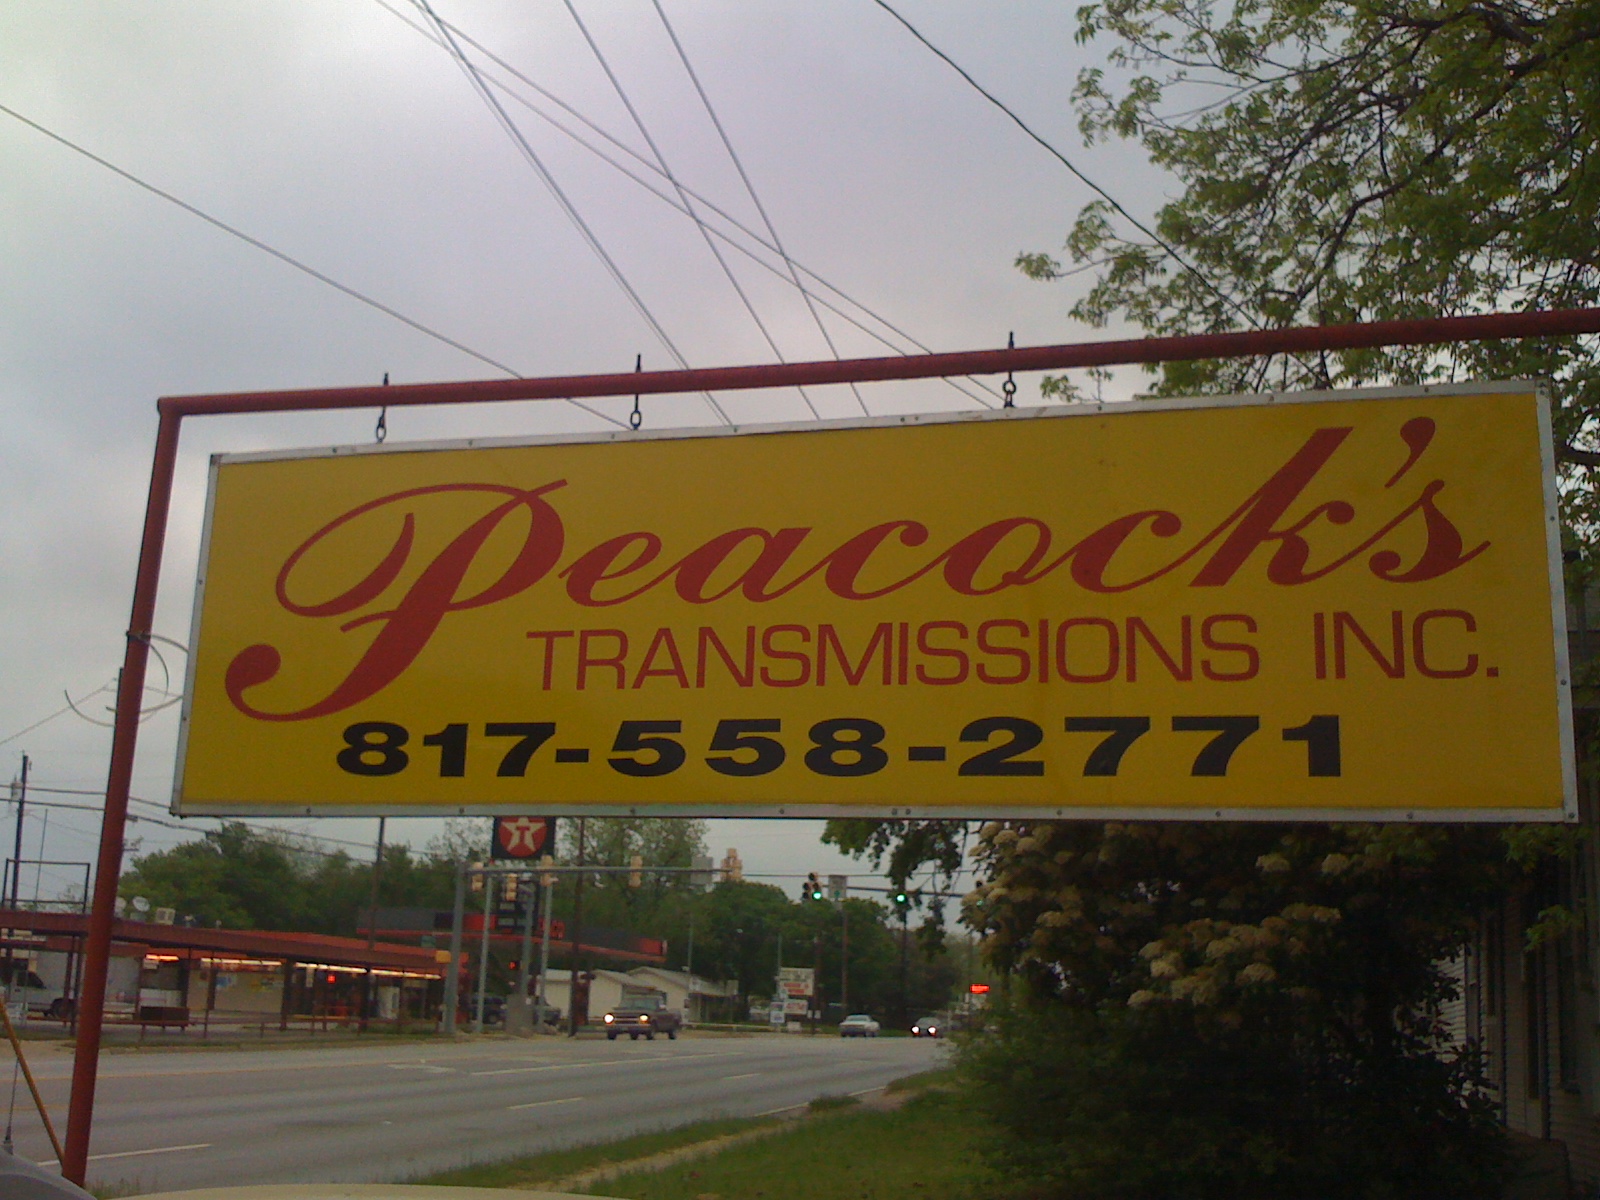 Peacock's
TRANSMISSIONS INC.
817-558-2771
T